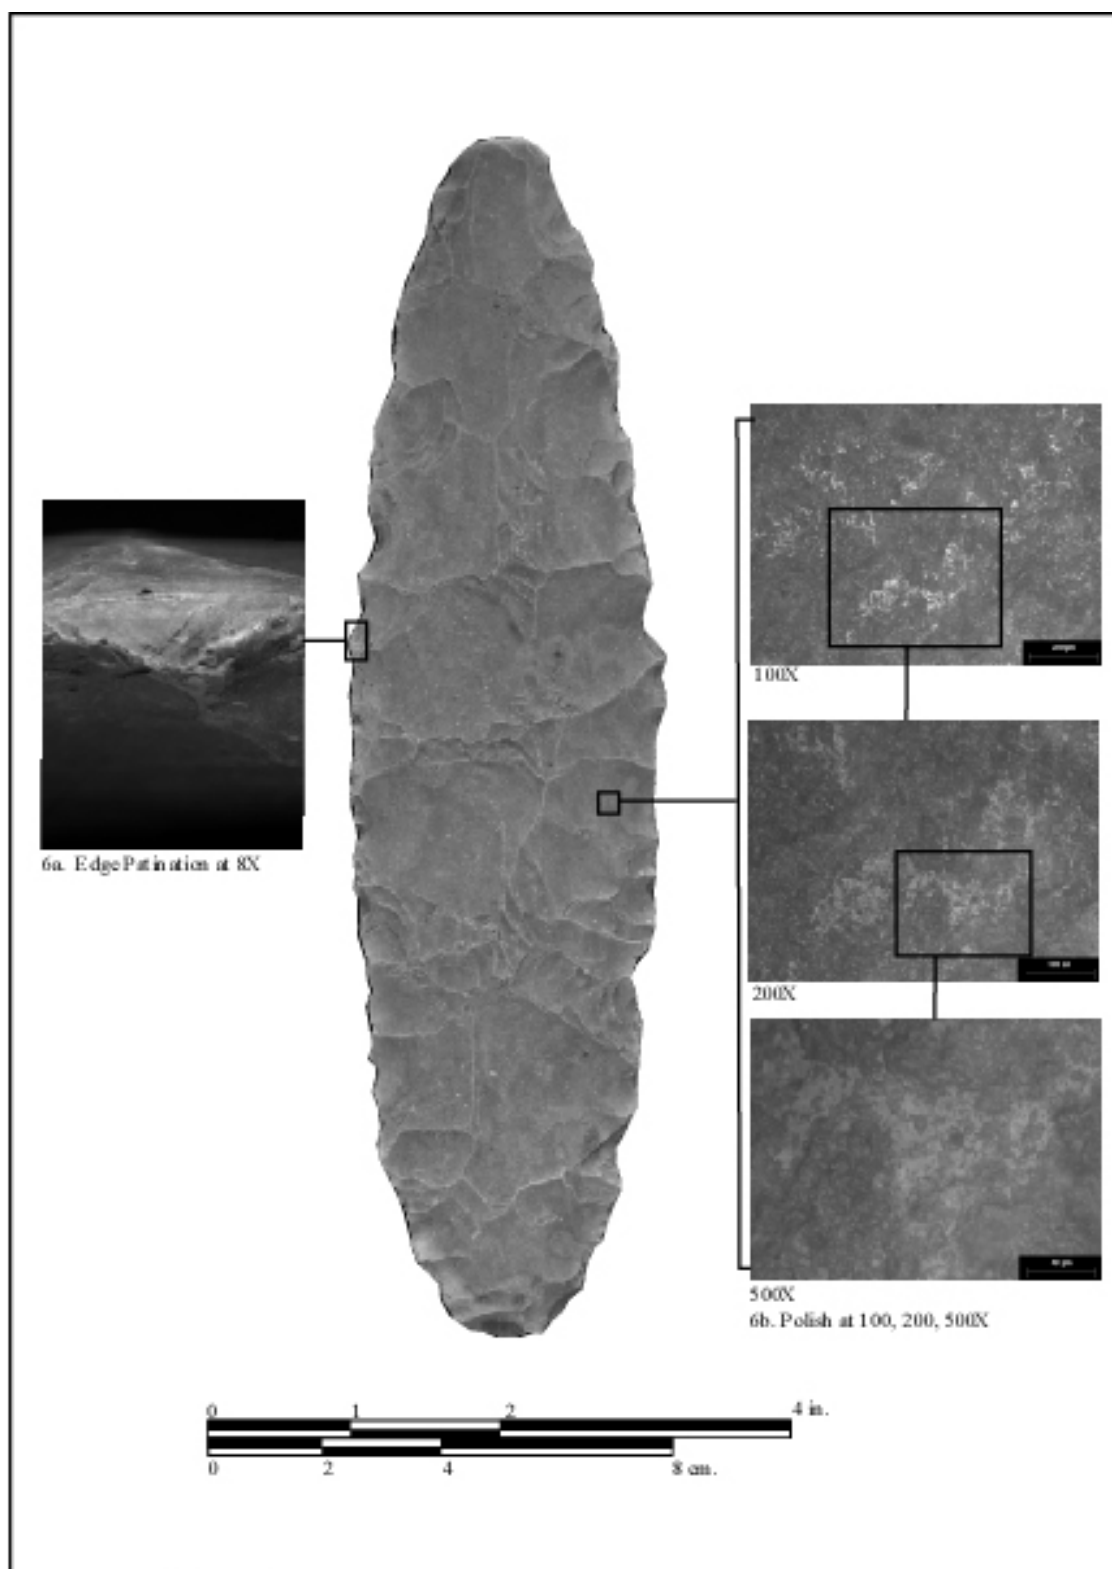 100X
200X
6a. Edge Patination at 8X
500X
6b. Polish at 100, 200, 500X
0 1 2 4 in.
0 2 4 8 cm.